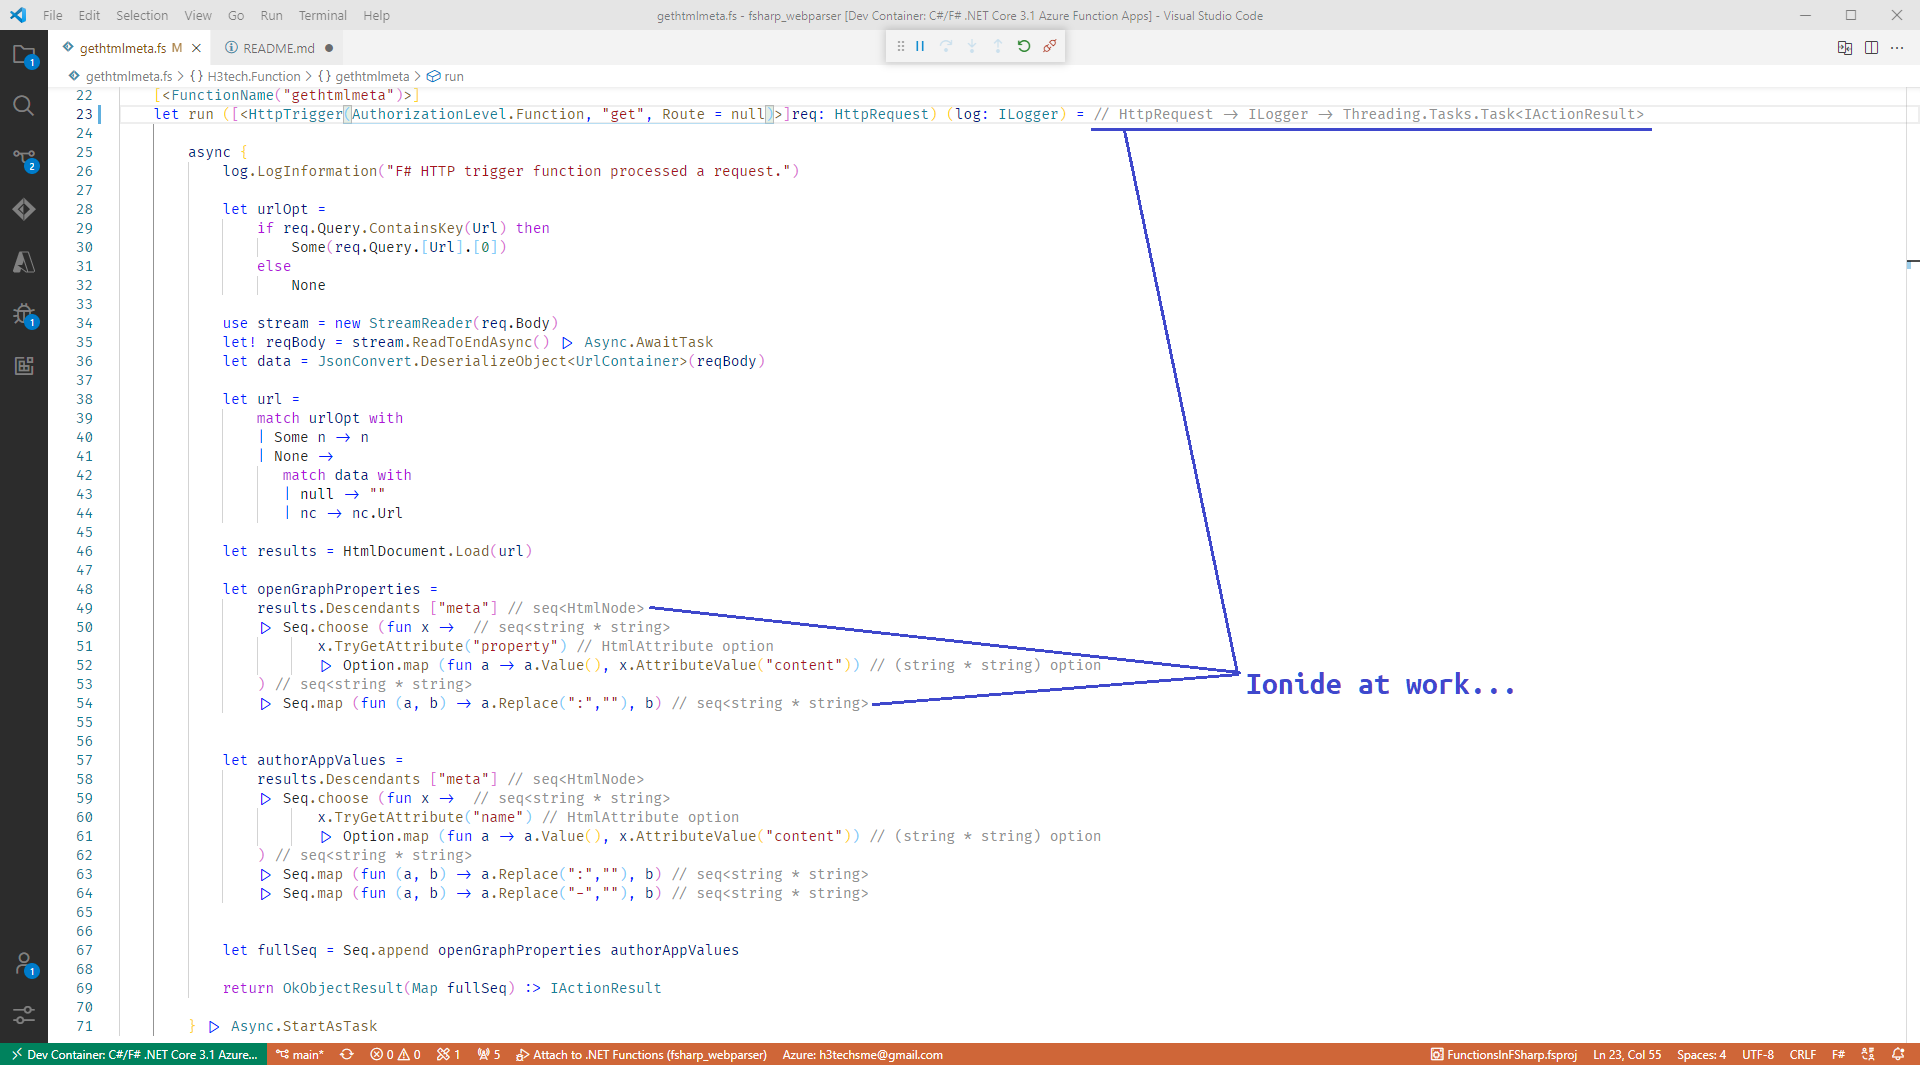 File Edit Selection View Go Run Terminal Help gethtmlmeta.fs - fsharp_webparser [Dev Container: C#/F# .NET Core 3.1 Azure Function Apps] - Visual Studio Code
gethtmlmeta.fs M README.md
gethtmlmeta.fs > {} H3tech.Function > {} gethtmlmeta > run
22 [<FunctionName("gethtmlmeta")>]
23 let run ([<HttpTrigger(AuthorizationLevel.Function, "get", Route = null)>]req: HttpRequest) (log: ILogger) = // HttpRequest -> ILogger -> Threading.Tasks.Task<IActionResult>
24
25 async {
26 log.LogInformation("F# HTTP trigger function processed a request.")
27
28 let urlOpt =
29 if req.Query.ContainsKey(Url) then
30 Some(req.Query.[Url].[0])
31 else
32 None
33
34 use stream = new StreamReader(req.Body)
35 let! reqBody = stream.ReadToEndAsync() |> Async.AwaitTask
36 let data = JsonConvert.DeserializeObject<UrlContainer>(reqBody)
37
38 let url =
39 match urlOpt with
40 | Some n -> n
41 | None ->
42 match data with
43 | null -> ""
44 | nc -> nc.Url
45
46 let results = HtmlDocument.Load(url)
47
48 let openGraphProperties =
49 results.Descendants ["meta"] // seq<HtmlNode>
50 |> Seq.choose (fun x -> // seq<string * string>
51 x.TryGetAttribute("property") // HtmlAttribute option
52 |> Option.map (fun a -> a.Value(), x.AttributeValue("content")) // (string * string) option
53 ) // seq<string * string>
54 |> Seq.map (fun (a, b) -> a.Replace(":",""), b) // seq<string * string>
Ionide at work...
55
56
57 let authorAppValues =
58 results.Descendants ["meta"] // seq<HtmlNode>
59 |> Seq.choose (fun x -> // seq<string * string>
60 x.TryGetAttribute("name") // HtmlAttribute option
61 |> Option.map (fun a -> a.Value(), x.AttributeValue("content")) // (string * string) option
62 ) // seq<string * string>
63 |> Seq.map (fun (a, b) -> a.Replace(":",""), b) // seq<string * string>
64 |> Seq.map (fun (a, b) -> a.Replace("-",""), b) // seq<string * string>
65
66
67 let fullSeq = Seq.append openGraphProperties authorAppValues
68
69 return OkObjectResult(Map fullSeq) :> IActionResult
70
71 } |> Async.StartAsTask
1
2
1
1
Dev Container: C#/F# .NET Core 3.1 Azure... main* 0 0 1 5 Attach to .NET Functions (fsharp_webparser) Azure: h3techsme@gmail.com FunctionsInFSharp.fsproj Ln 23, Col 55 Spaces: 4 UTF-8 CRLF F#